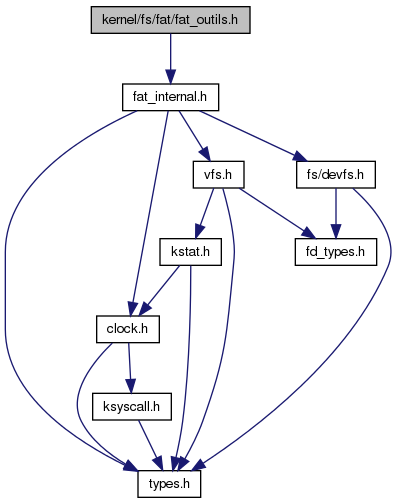 kernel/fs/fat/fat_outils.h
fat_internal.h
vfs.h
fs/devfs.h
kstat.h
fd_types.h
clock.h
ksyscall.h
types.h